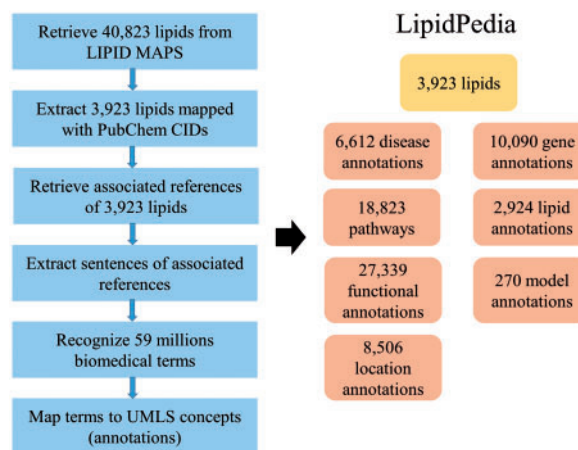 Retrieve 40,823 lipids from
LIPID MAPS
Extract 3,923 lipids mapped
with PubChem CIDs
Retrieve associated references
of 3,923 lipids
Extract sentences of associated
references
Recognize 59 millions
biomedical terms
Map terms to UMLS concepts
(annotations)
LipidPedia
3,923 lipids
6,612 disease
annotations
10,090 gene
annotations
18,823
pathways
2,924 lipid
annotations
27,339
functional
annotations
270 model
annotations
8,506
location
annotations